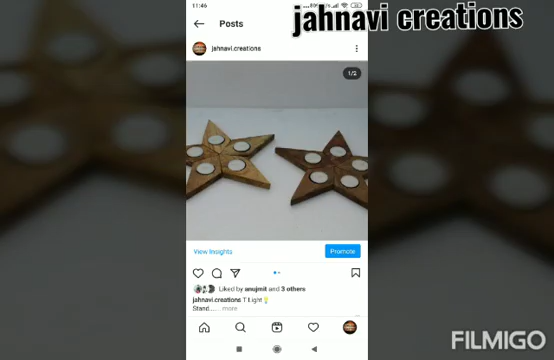 jahnavi creations
11:46
Posts
jahnavi.creations
1/2
View Insights
Promote
Liked by anujmit and 3 others
jahnavi.creations T Light
Stand......more
FILMIGO